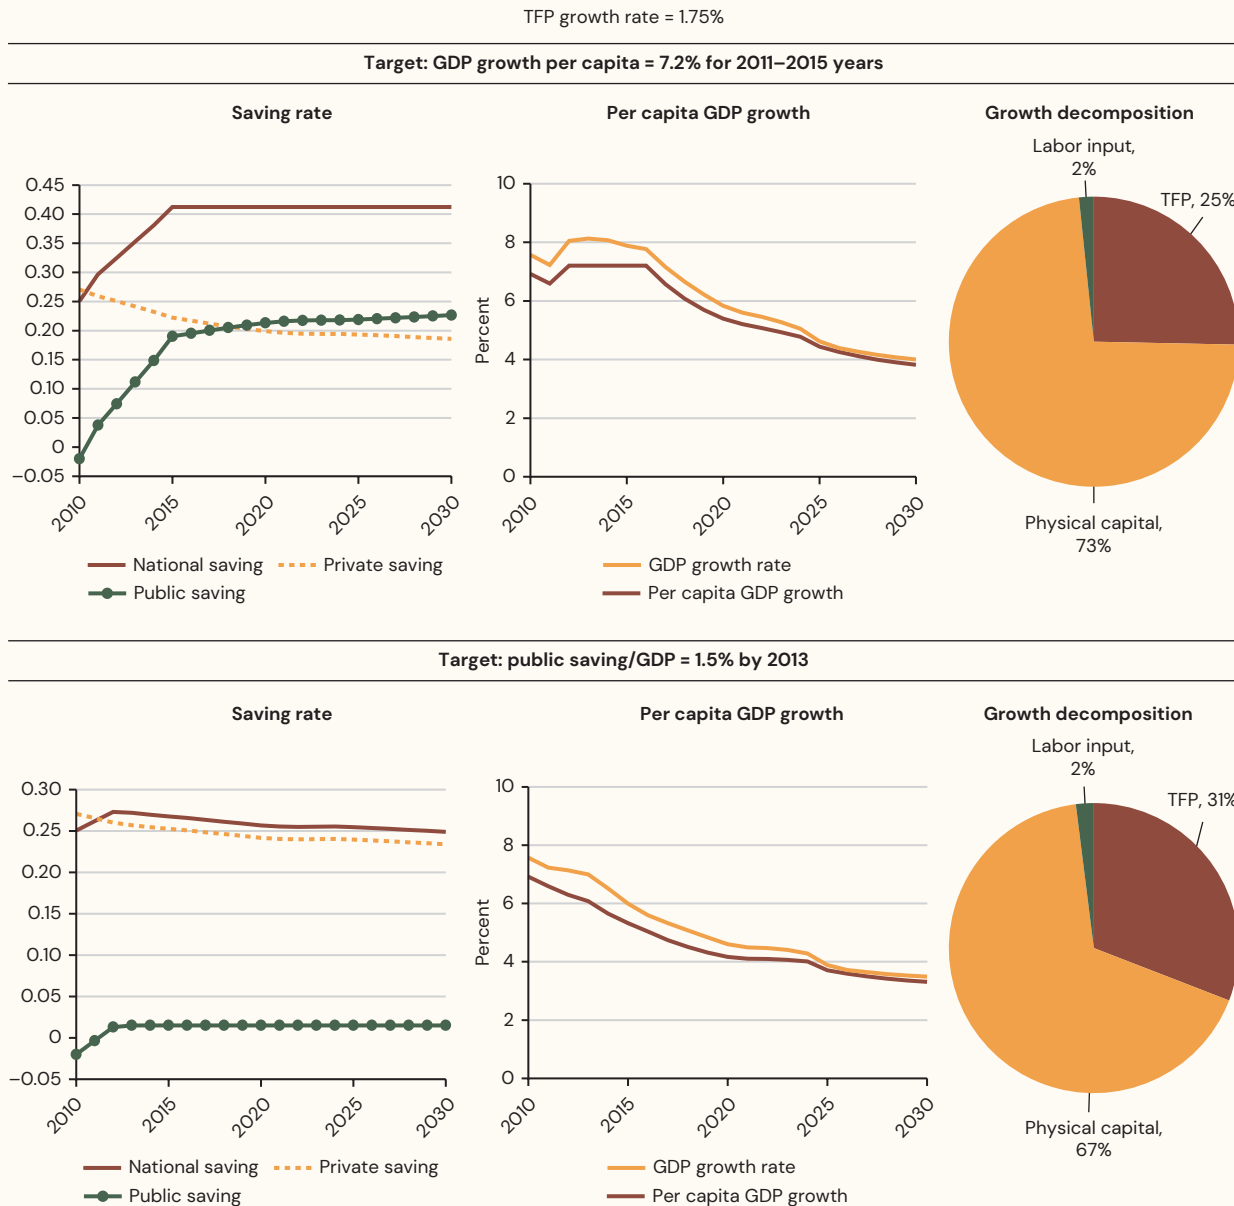 TFP growth rate = 1.75%
Target: GDP growth per capita = 7.2% for 2011–2015 years
Saving rate
Per capita GDP growth
Growth decomposition
0.45
0.40
0.35
0.30
0.25
0.20
0.15
0.10
0.05
0
–0.05
2010
2015
2020
2025
2030
National saving
Private saving
Public saving
Percent
10
8
6
4
2
0
2010
2015
2020
2025
2030
GDP growth rate
Per capita GDP growth
Labor input,
2%
TFP, 25%
Physical capital,
73%
Target: public saving/GDP = 1.5% by 2013
Saving rate
Per capita GDP growth
Growth decomposition
0.30
0.25
0.20
0.15
0.10
0.05
0
–0.05
2010
2015
2020
2025
2030
National saving
Private saving
Public saving
Percent
10
8
6
4
2
0
2010
2015
2020
2025
2030
GDP growth rate
Per capita GDP growth
Labor input,
2%
TFP, 31%
Physical capital,
67%